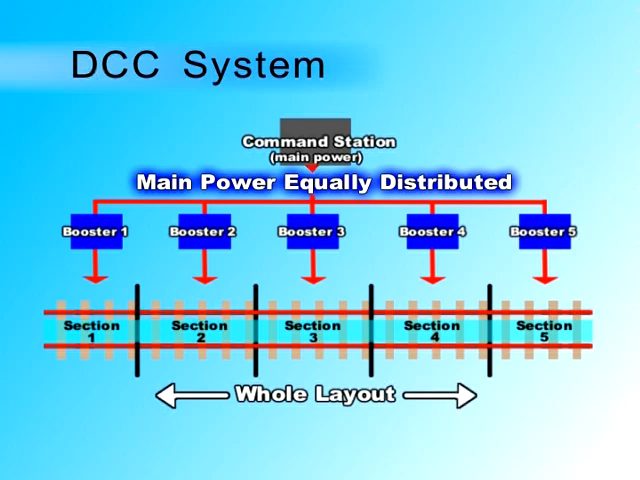 DCC System
Command Station
(main power)
Main Power Equally Distributed
Booster 1
Booster 2
Booster 3
Booster 4
Booster 5
Section
1
Section
2
Section
3
Section
4
Section
5
Whole Layout